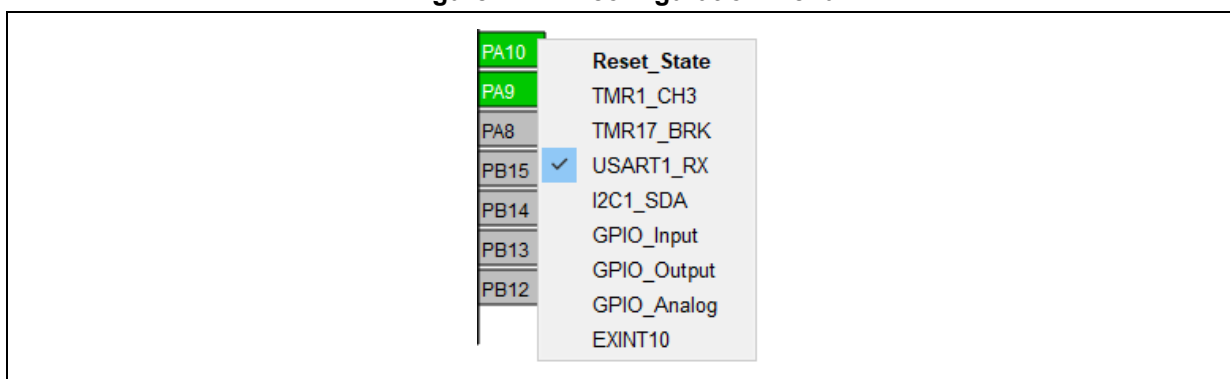 PA10
PA9
PA8
PB15
PB14
PB13
PB12
Reset_State
TMR1_CH3
TMR17_BRK
USART1_RX
I2C1_SDA
GPIO_Input
GPIO_Output
GPIO_Analog
EXINT10